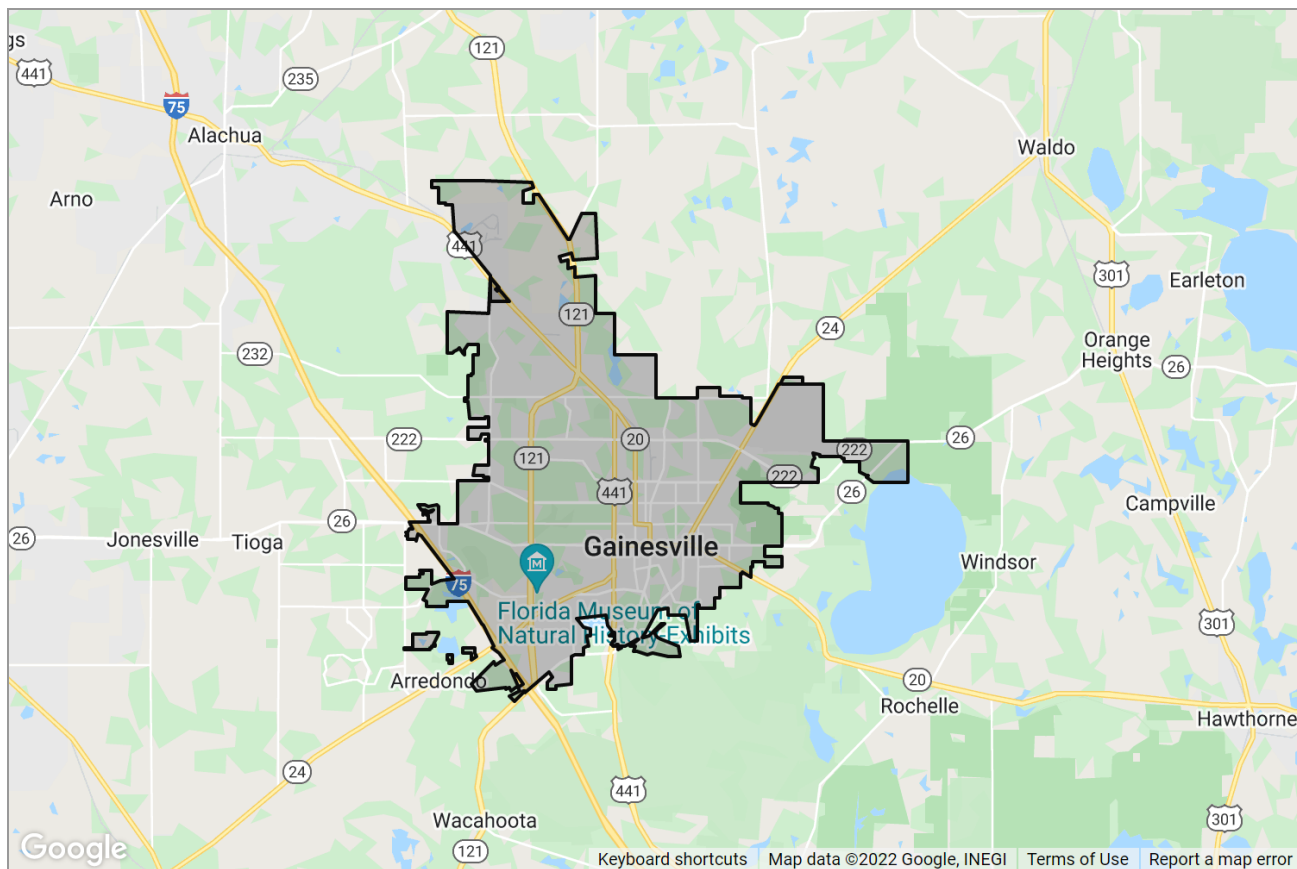 gs
441
121
235
75
Alachua
Waldo
Arno
441
301
Earleton
121
24
232
Orange
Heights
26
222
20
26
121
222
222
441
26
26
Campville
26
Jonesville
Tioga
Gainesville
Windsor
75
M
Florida Museum of
Natural History Exhibits
301
Arredondo
20
Rochelle
Hawthorne
24
441
Wacahoota
301
121
Google
Keyboard shortcuts
Map data ©2022 Google, INEGI
Terms of Use
Report a map error